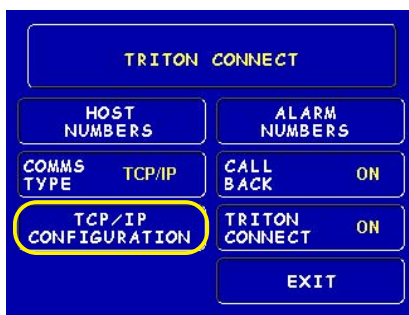 TRITON CONNECT
HOST
NUMBERS
ALARM
NUMBERS
COMMS
TYPE
TCP/IP
CALL
BACK
ON
TCP/IP
CONFIGURATION
TRITON
CONNECT
ON
EXIT